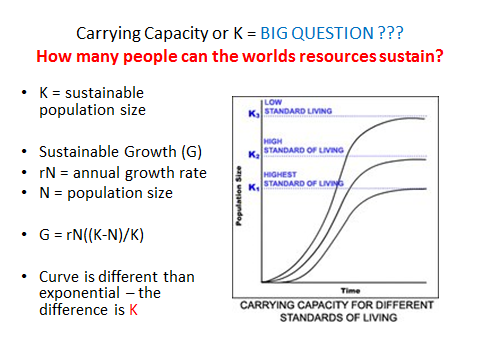 Carrying Capacity or K = BIG QUESTION ???
How many people can the worlds resources sustain?
• K = sustainable
population size
• Sustainable Growth (G)
• rN = annual growth rate
• N = population size
• G = rN((K-N)/K)
• Curve is different than
exponential – the
difference is K
LOW
K3 STANDARD LIVING
HIGH
K2 STANDARD OF LIVING
HIGHEST
K1 STANDARD OF LIVING
Population Size
Time
CARRYING CAPACITY FOR DIFFERENT
STANDARDS OF LIVING